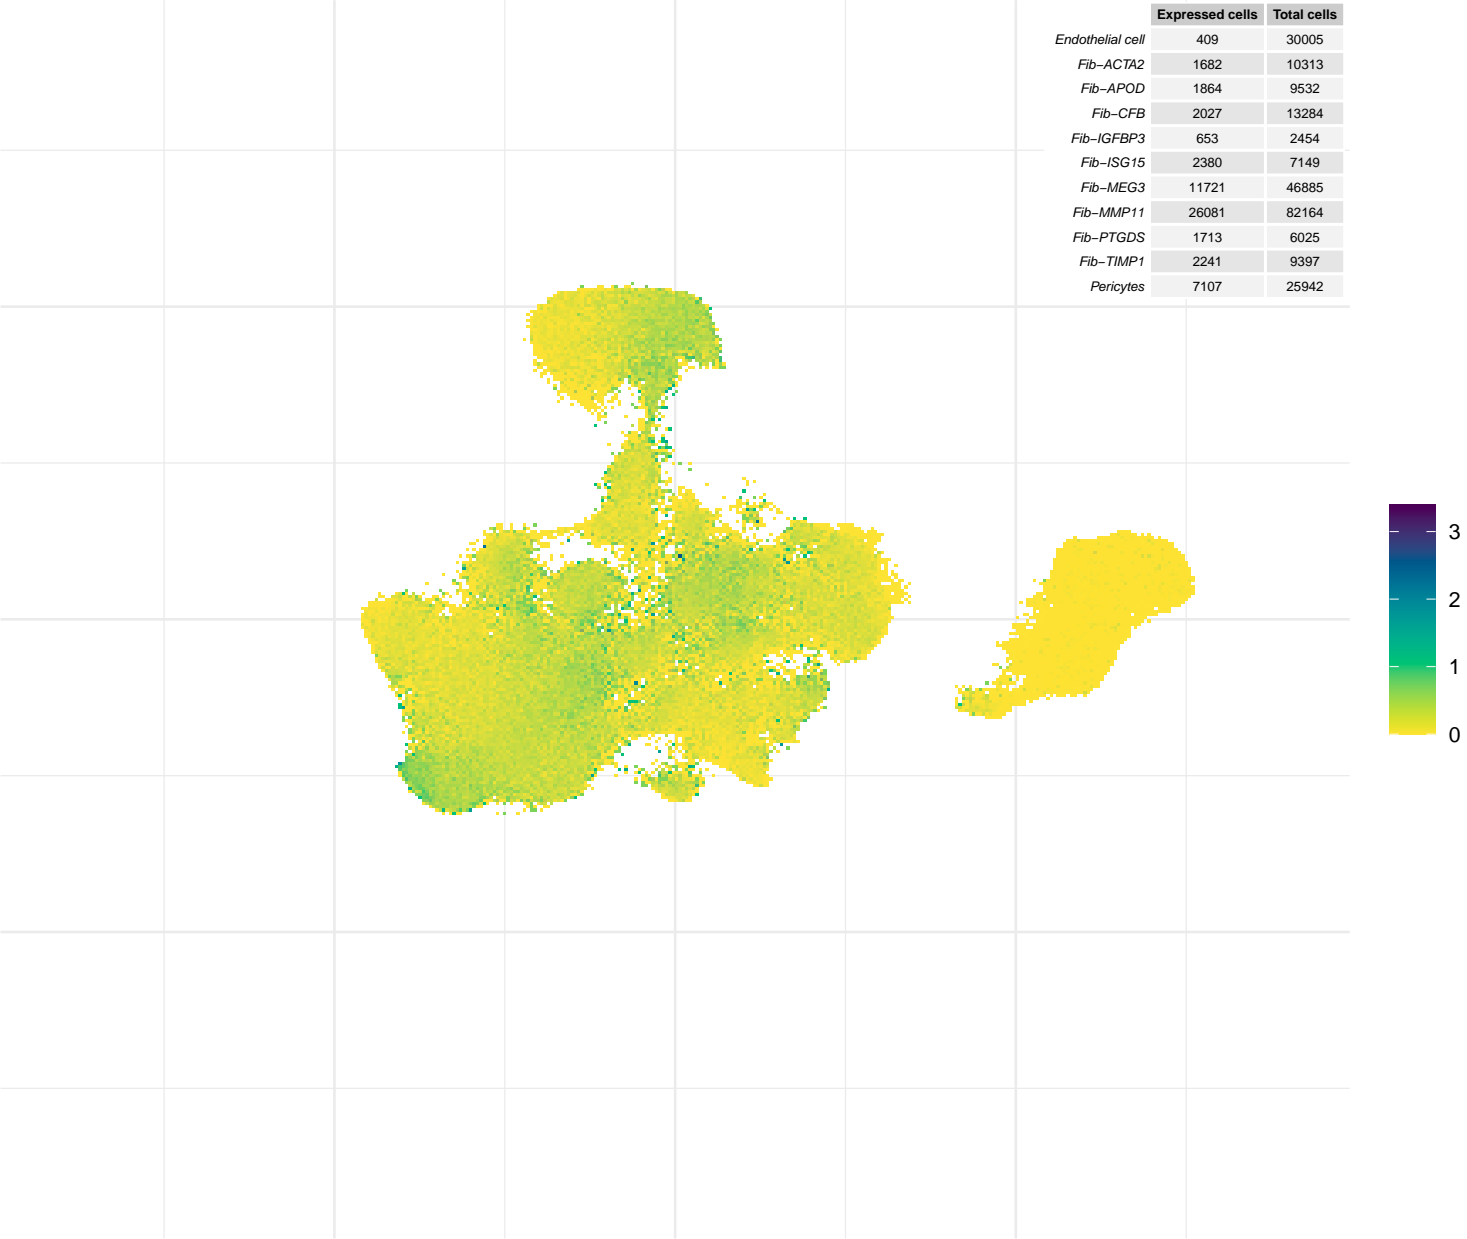 Expressed cells Total cells
Endothelial cell 409 30005
Fib−ACTA2 1682 10313
Fib−APOD 1864 9532
Fib−CFB 2027 13284
Fib−IGFBP3 653 2454
Fib−ISG15 2380 7149
Fib−MEG3 11721 46885
Fib−MMP11 26081 82164
Fib−PTGDS 1713 6025
Fib−TIMP1 2241 9397
Pericytes 7107 25942
3
2
1
0